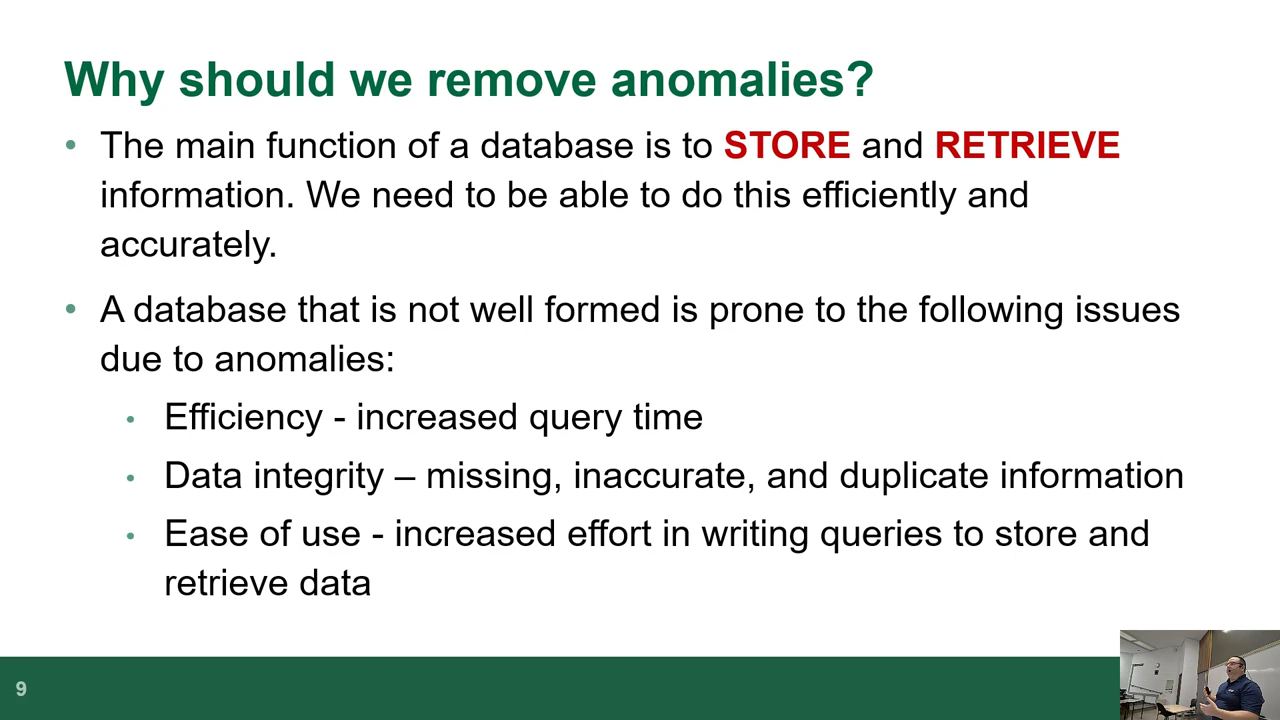 Why should we remove anomalies?
• The main function of a database is to STORE and RETRIEVE
information. We need to be able to do this efficiently and
accurately.
• A database that is not well formed is prone to the following issues
due to anomalies:
• Efficiency - increased query time
• Data integrity – missing, inaccurate, and duplicate information
• Ease of use - increased effort in writing queries to store and
retrieve data
9